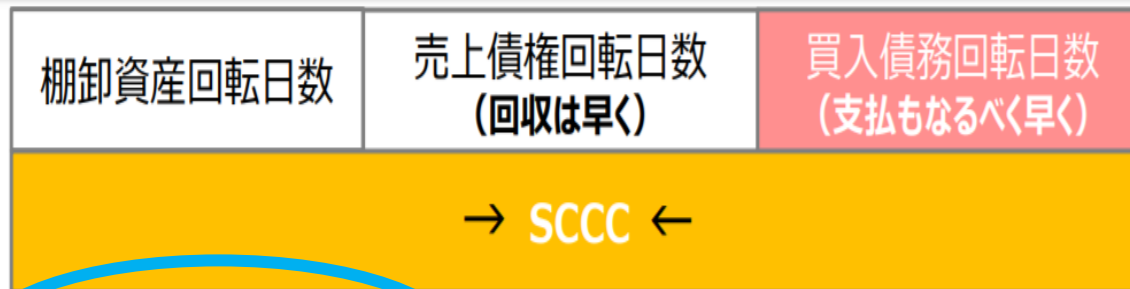 棚卸資産回転日数
売上債権回転日数
(回収は早く)
買入債務回転日数
(支払もなるべく早く)
→ SCCC ←